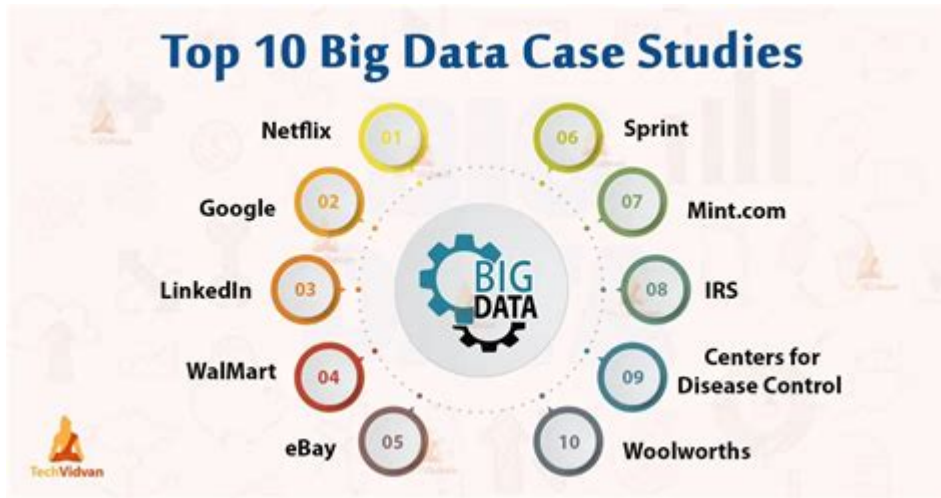 Top 10 Big Data Case Studies
Netflix
01
Google
02
LinkedIn
03
WalMart
04
eBay
05
06
Sprint
07
Mint.com
08
IRS
09
Centers for
Disease Control
10
Woolworths
BIG
DATA
TechVidvan